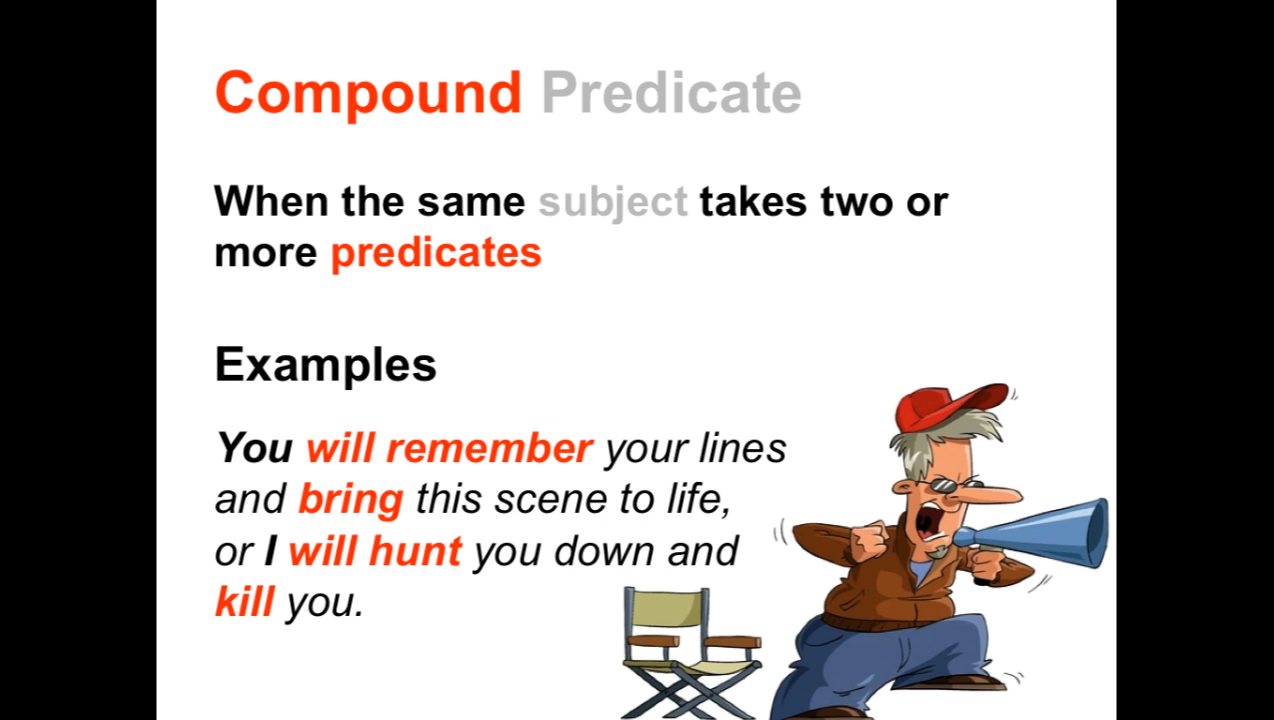 Compound Predicate
When the same subject takes two or
more predicates
Examples
You will remember your lines
and bring this scene to life,
or I will hunt you down and
kill you.